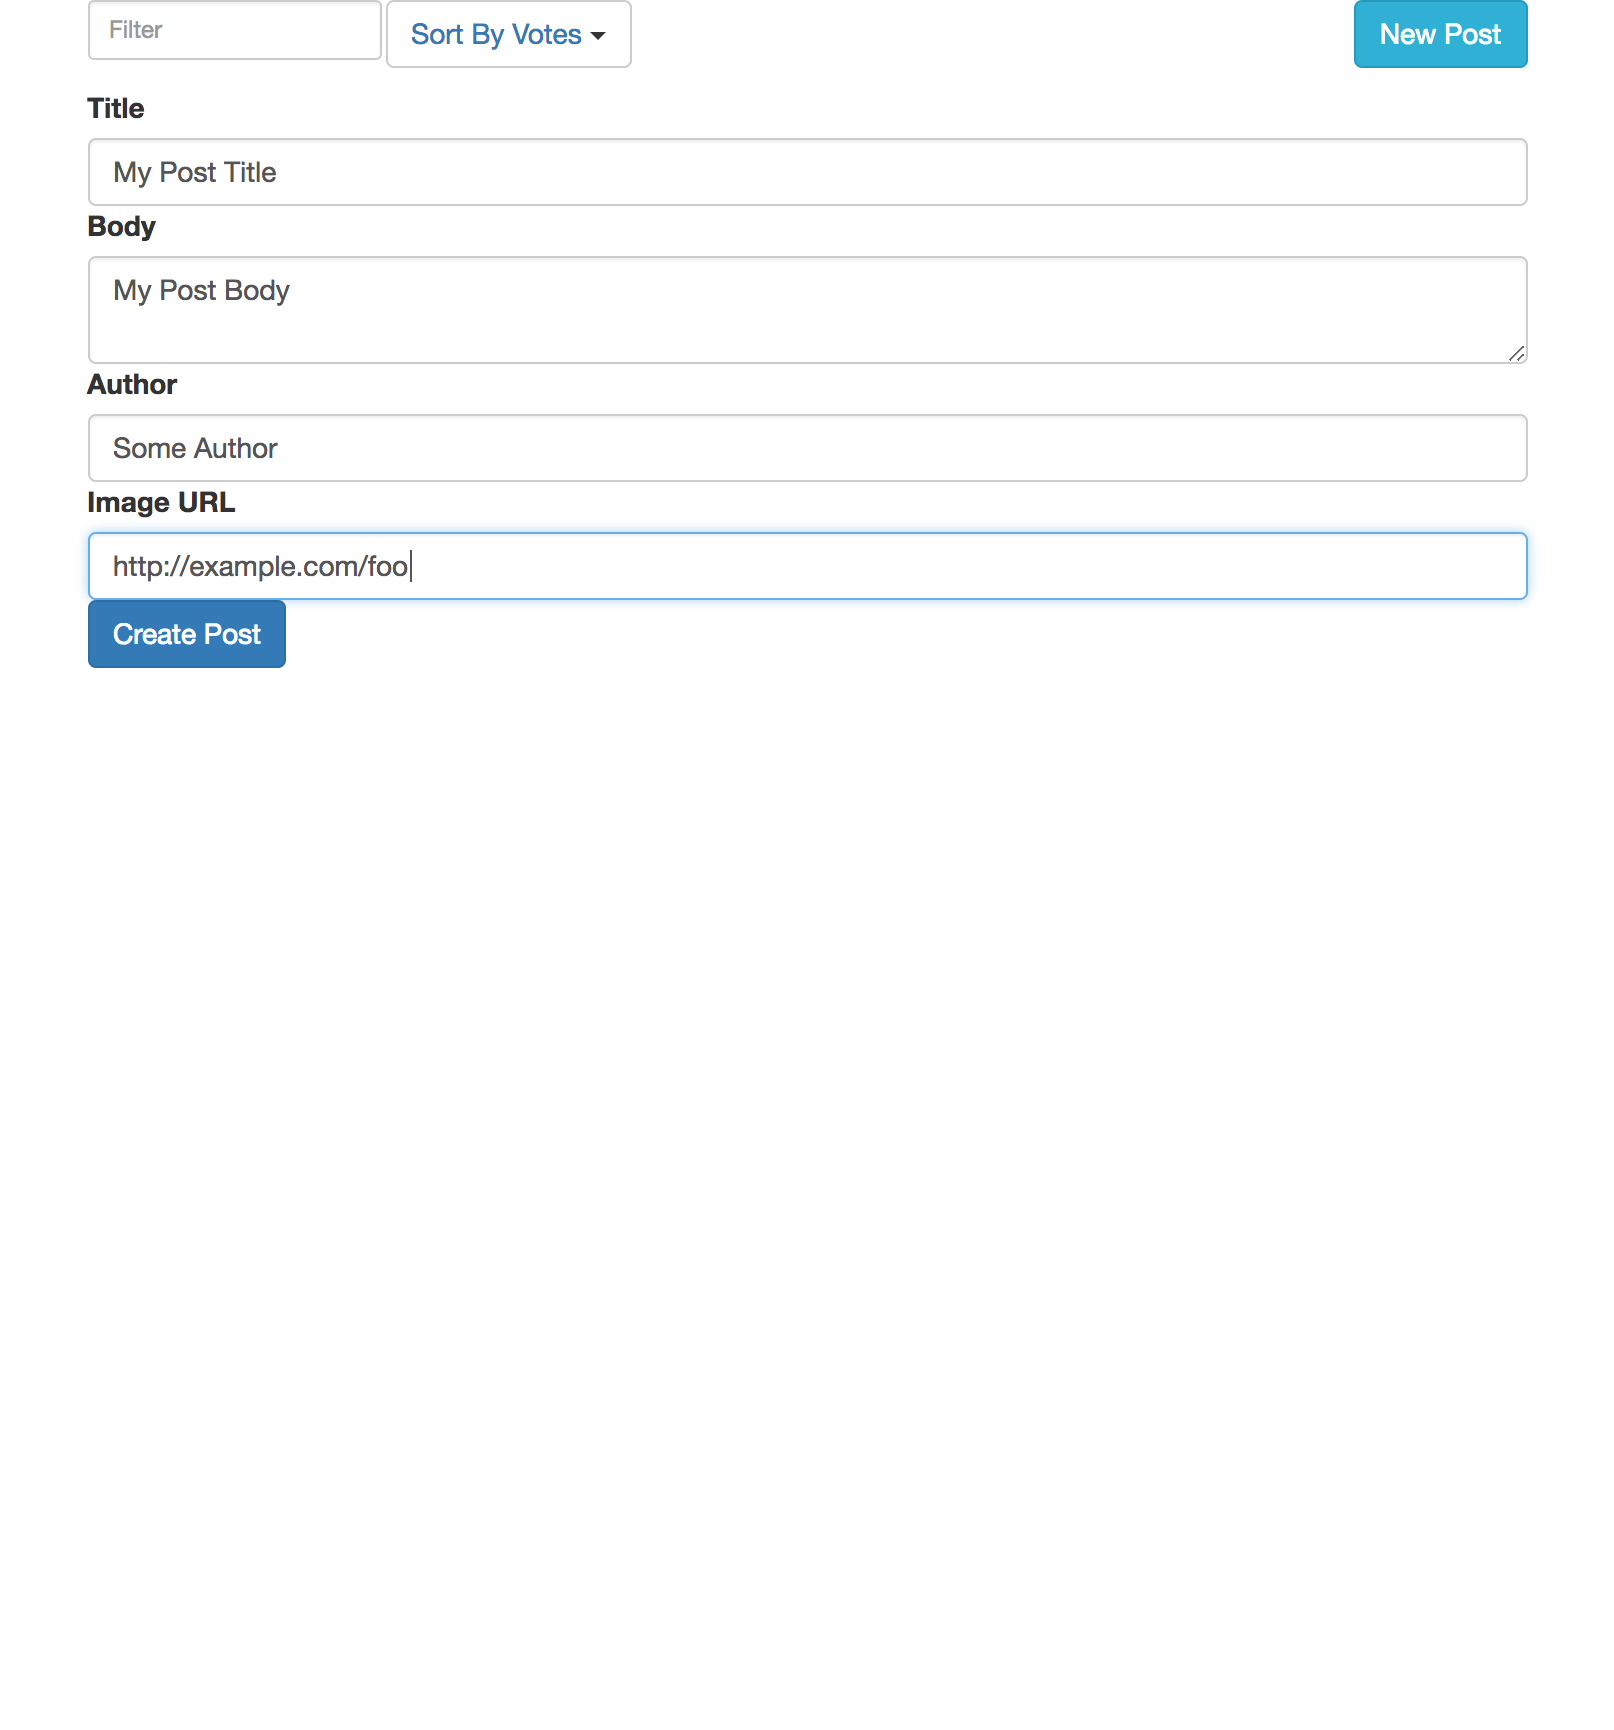 Filter Sort By Votes New Post
Title
My Post Title
Body
My Post Body
Author
Some Author
Image URL
http://example.com/foo
Create Post